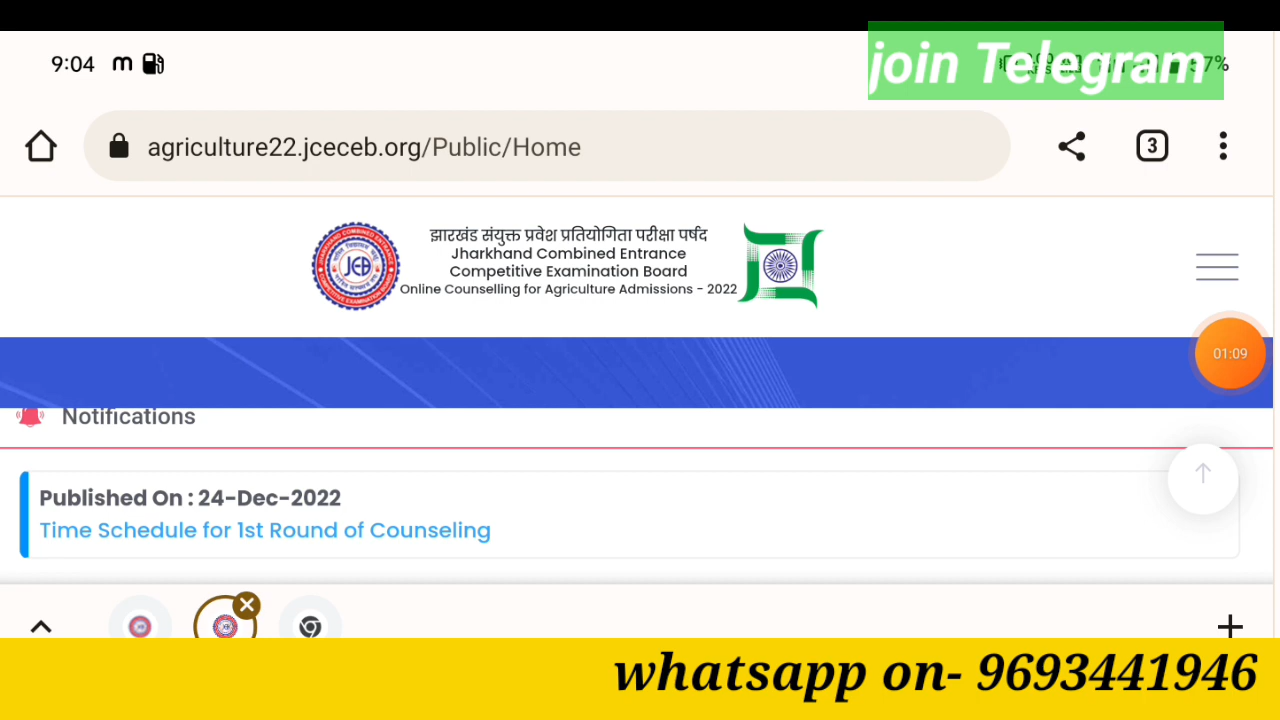 join Telegram
9:04
57%
agriculture22.jceceb.org/Public/Home
3
झारखंड संयुक्त प्रवेश प्रतियोगिता परीक्षा पर्षद
Jharkhand Combined Entrance
Competitive Examination Board
Online Counselling for Agriculture Admissions - 2022
JCEB
01:09
Notifications
Published On : 24-Dec-2022
Time Schedule for 1st Round of Counseling
whatsapp on- 9693441946